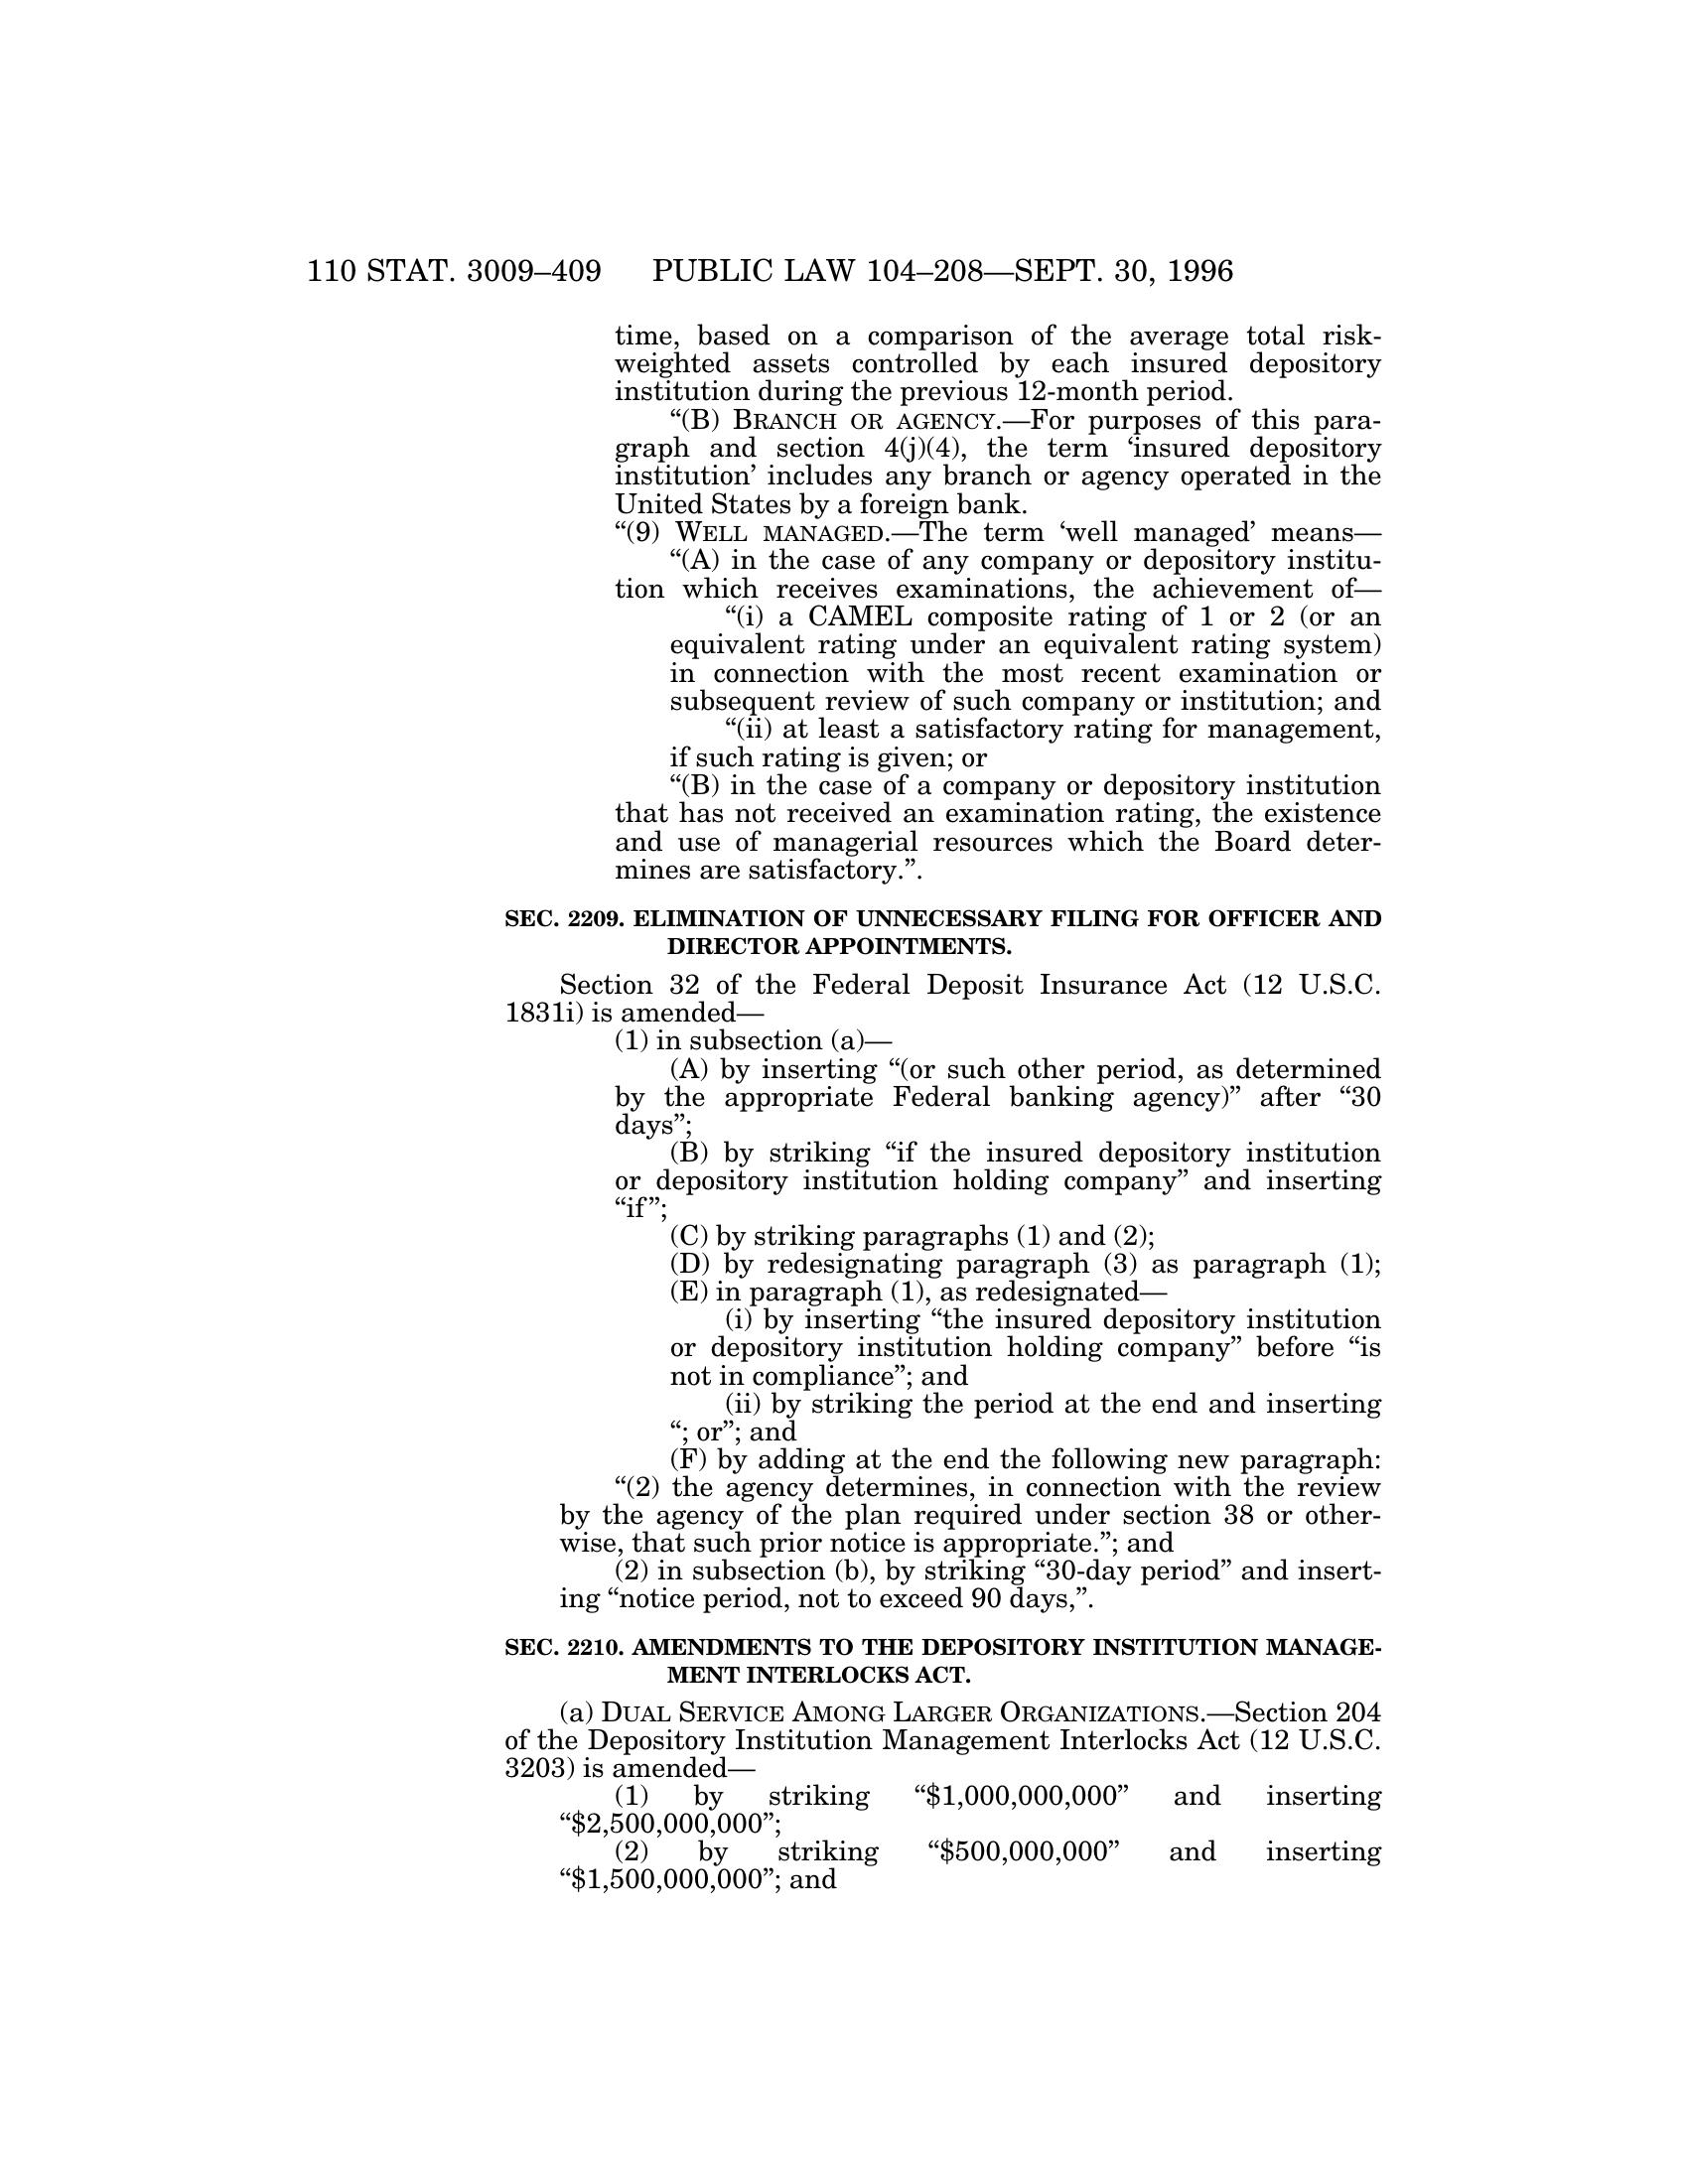 110 STAT. 3009–409 PUBLIC LAW 104–208—SEPT. 30, 1996
time, based on a comparison of the average total risk-
weighted assets controlled by each insured depository
institution during the previous 12-month period.
“(B) BRANCH OR AGENCY.—For purposes of this para-
graph and section 4(j)(4), the term ‘insured depository
institution’ includes any branch or agency operated in the
United States by a foreign bank.
“(9) WELL MANAGED.—The term ‘well managed’ means—
“(A) in the case of any company or depository institu-
tion which receives examinations, the achievement of—
“(i) a CAMEL composite rating of 1 or 2 (or an
equivalent rating under an equivalent rating system)
in connection with the most recent examination or
subsequent review of such company or institution; and
“(ii) at least a satisfactory rating for management,
if such rating is given; or
“(B) in the case of a company or depository institution
that has not received an examination rating, the existence
and use of managerial resources which the Board deter-
mines are satisfactory.”.
SEC. 2209. ELIMINATION OF UNNECESSARY FILING FOR OFFICER AND
DIRECTOR APPOINTMENTS.
Section 32 of the Federal Deposit Insurance Act (12 U.S.C.
1831i) is amended—
(1) in subsection (a)—
(A) by inserting “(or such other period, as determined
by the appropriate Federal banking agency)” after “30
days”;
(B) by striking “if the insured depository institution
or depository institution holding company” and inserting
“if”;
(C) by striking paragraphs (1) and (2);
(D) by redesignating paragraph (3) as paragraph (1);
(E) in paragraph (1), as redesignated—
(i) by inserting “the insured depository institution
or depository institution holding company” before “is
not in compliance”; and
(ii) by striking the period at the end and inserting
“; or”; and
(F) by adding at the end the following new paragraph:
“(2) the agency determines, in connection with the review
by the agency of the plan required under section 38 or other-
wise, that such prior notice is appropriate.”; and
(2) in subsection (b), by striking “30-day period” and insert-
ing “notice period, not to exceed 90 days,”.
SEC. 2210. AMENDMENTS TO THE DEPOSITORY INSTITUTION MANAGE-
MENT INTERLOCKS ACT.
(a) DUAL SERVICE AMONG LARGER ORGANIZATIONS.—Section 204
of the Depository Institution Management Interlocks Act (12 U.S.C.
3203) is amended—
(1) by striking “$1,000,000,000” and inserting
“$2,500,000,000”;
(2) by striking “$500,000,000” and inserting
“$1,500,000,000”; and